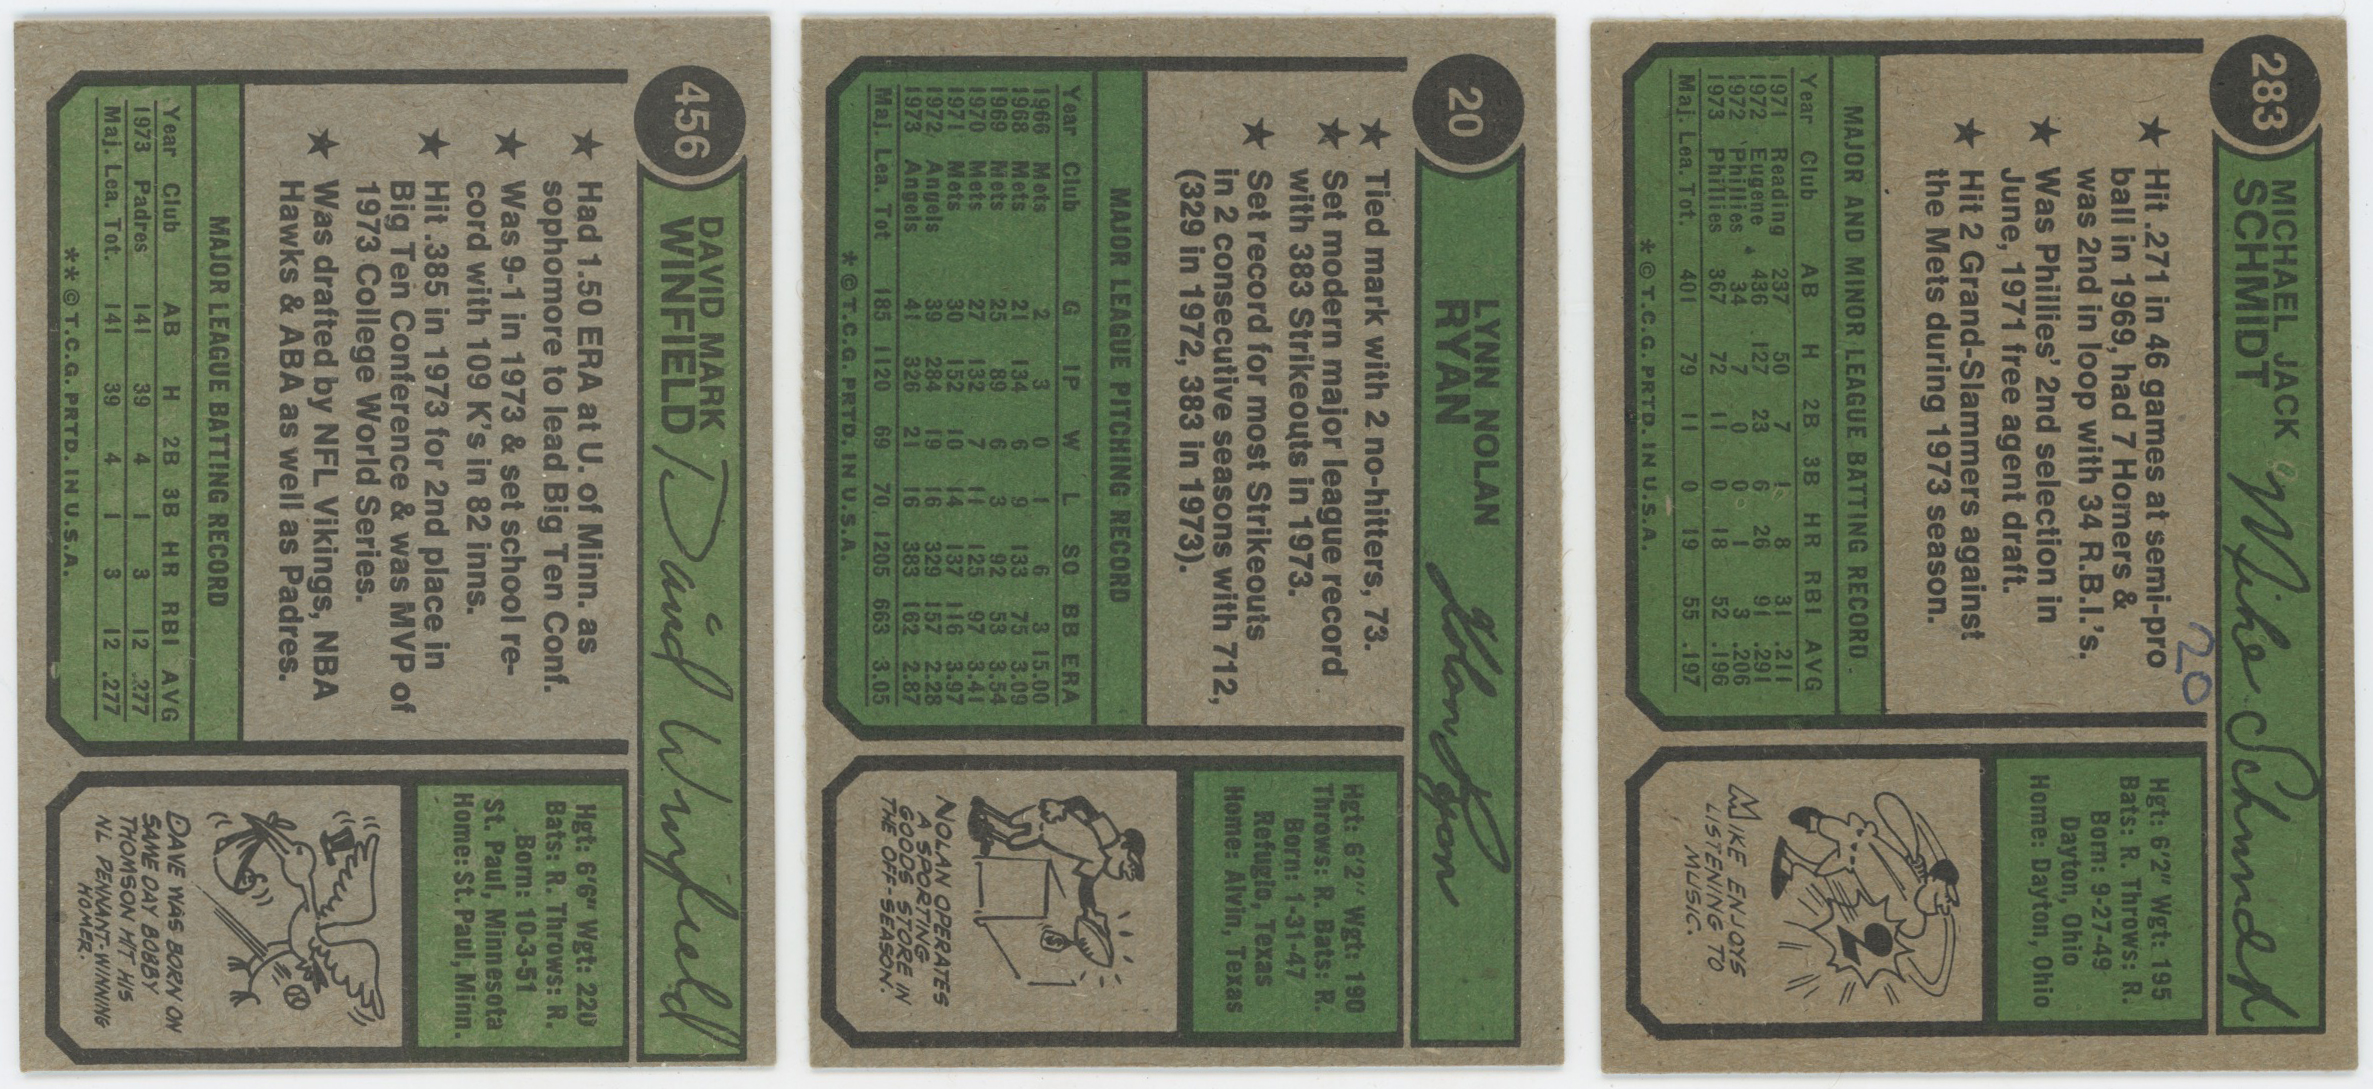 456
DAVID MARK
WINFIELD
David Winfield
★ Had 1.50 ERA at U. of Minn. as
sophomore to lead Big Ten Conf.
★ Was 9-1 in 1973 & set school re-
cord with 109 K's in 82 inns.
★ Hit .385 in 1973 for 2nd place in
Big Ten Conference & was MVP of
1973 College World Series.
★ Was drafted by NFL Vikings, NBA
Hawks & ABA as well as Padres.
MAJOR LEAGUE BATTING RECORD
Year Club AB H 2B 3B HR RBI AVG
1973 Padres 141 39 4 1 3 12 .277
Maj. Lea. Tot. 141 39 4 1 3 12 .277
**©T.C.G. PRTD. IN U.S.A.
Hgt: 6'6" Wgt: 220
Bats: R. Throws: R.
Born: 10-3-51
St. Paul, Minnesota
Home: St. Paul, Minn.
DAVE WAS BORN ON
SAME DAY BOBBY
THOMSON HIT HIS
NL PENNANT-WINNING
HOMER.
20
LYNN NOLAN
RYAN
Nolan Ryan
★ Tied mark with 2 no-hitters, 73.
★ Set modern major league record
with 383 Strikeouts in 1973.
★ Set record for most Strikeouts
in 2 consecutive seasons with 712,
(329 in 1972, 383 in 1973).
MAJOR LEAGUE PITCHING RECORD
Year Club G IP W L SO BB ERA
1966 Mets 2 3 0 1 6 3 15.00
1968 Mets 21 134 6 9 133 75 3.09
1969 Mets 25 89 6 3 92 53 3.54
1970 Mets 27 132 7 11 125 97 3.41
1971 Mets 30 152 10 14 137 116 3.97
1972 Angels 39 284 19 16 329 157 2.28
1973 Angels 41 326 21 16 383 162 2.87
Maj. Lea. Tot 185 1120 69 70 1205 663 3.05
*©T.C.G. PRTD. IN U.S.A.
Hgt: 6'2" Wgt: 190
Throws: R. Bats: R.
Born: 1-31-47
Refugio, Texas
Home: Alvin, Texas
NOLAN OPERATES
A SPORTING
GOODS STORE IN
THE OFF-SEASON.
283
MICHAEL JACK
SCHMIDT
Mike Schmidt
20
★ Hit .271 in 46 games at semi-pro
ball in 1969, had 7 Homers &
was 2nd in loop with 34 R.B.I.'s.
★ Was Phillies' 2nd selection in
June, 1971 free agent draft.
★ Hit 2 Grand-Slammers against
the Mets during 1973 season.
MAJOR AND MINOR LEAGUE BATTING RECORD
Year Club AB H 2B 3B HR RBI AVG
1971 Reading 237 50 7 1 8 31 .211
1972 Eugene 436 127 23 6 26 91 .291
1972 Phillies 34 7 0 0 1 3 .206
1973 Phillies 367 72 11 0 18 52 .196
Maj. Lea. Tot. 401 79 11 0 19 55 .197
*©T.C.G. PRTD. IN U.S.A.
Hgt: 6'2" Wgt: 195
Bats: R. Throws: R.
Born: 9-27-49
Dayton, Ohio
Home: Dayton, Ohio
MIKE ENJOYS
LISTENING TO
MUSIC.